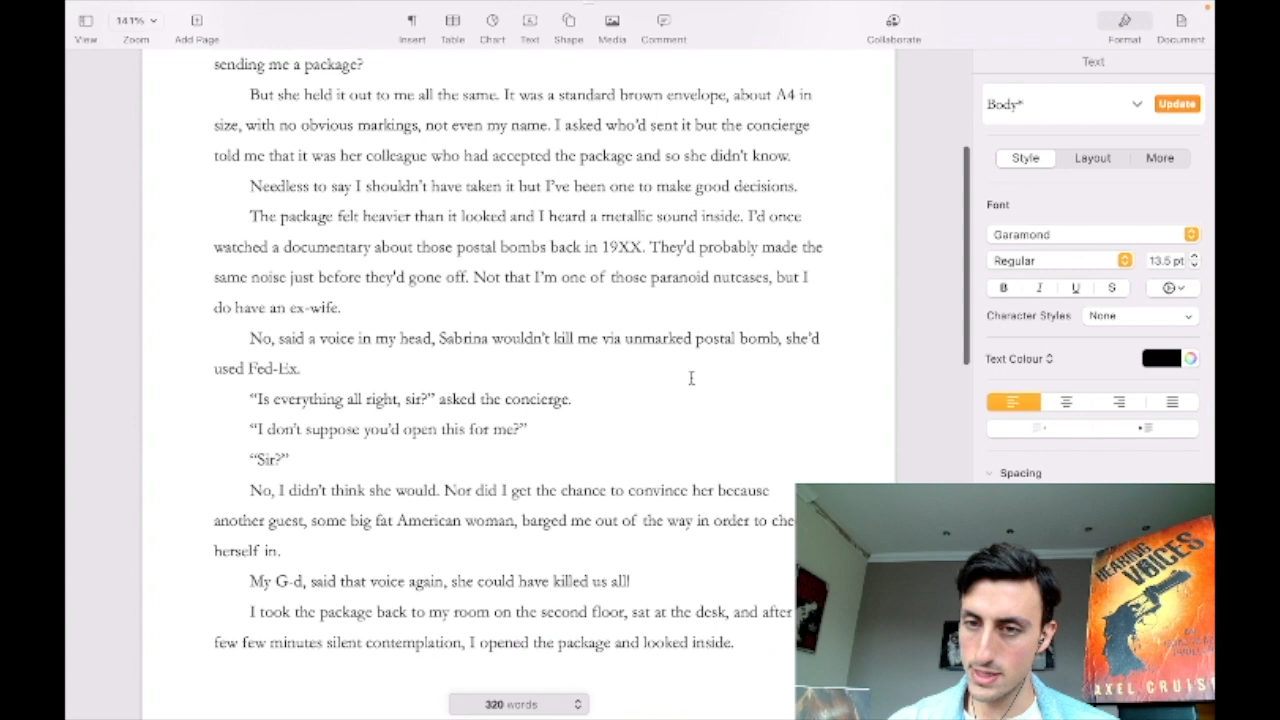 141%
View
Zoom
Add Page
Insert
Table
Chart
Text
Shape
Media
Comment
Collaborate
Format
Document
sending me a package?
But she held it out to me all the same. It was a standard brown envelope, about A4 in
size, with no obvious markings, not even my name. I asked who'd sent it but the concierge
told me that it was her colleague who had accepted the package and so she didn't know.
Needless to say I shouldn't have taken it but I've been one to make good decisions.
The package felt heavier than it looked and I heard a metallic sound inside. I'd once
watched a documentary about those postal bombs back in 19XX. They'd probably made the
same noise just before they'd gone off. Not that I'm one of those paranoid nutcases, but I
do have an ex-wife.
No, said a voice in my head, Sabrina wouldn't kill me via unmarked postal bomb, she'd
used Fed-Ex.
“Is everything all right, sir?” asked the concierge.
“I don't suppose you'd open this for me?”
“Sir?”
No, I didn't think she would. Nor did I get the chance to convince her because
another guest, some big fat American woman, barged me out of the way in order to che
herself in.
My G-d, said that voice again, she could have killed us all!
I took the package back to my room on the second floor, sat at the desk, and after
few few minutes silent contemplation, I opened the package and looked inside.
320 words
Text
Body*
Update
Style
Layout
More
Font
Garamond
Regular
13.5 pt
B I U S
Character Styles
None
Text Colour
Spacing
HEARING
VOICES
AXEL CRUIS